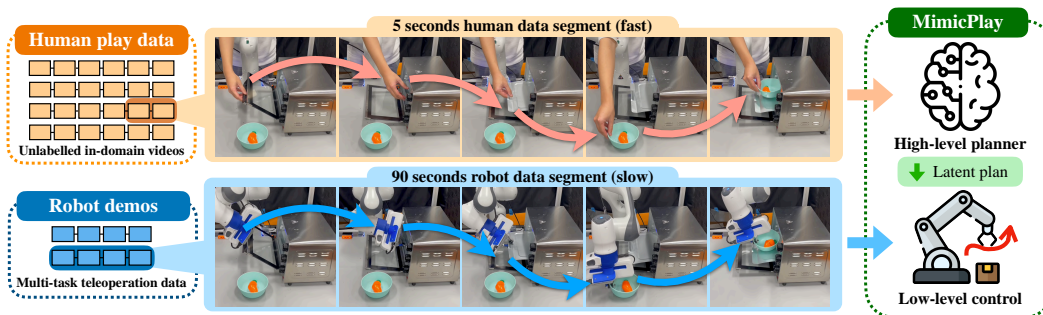 Human play data
Unlabelled in-domain videos
5 seconds human data segment (fast)
Robot demos
Multi-task teleoperation data
90 seconds robot data segment (slow)
MimicPlay
High-level planner
Latent plan
Low-level control